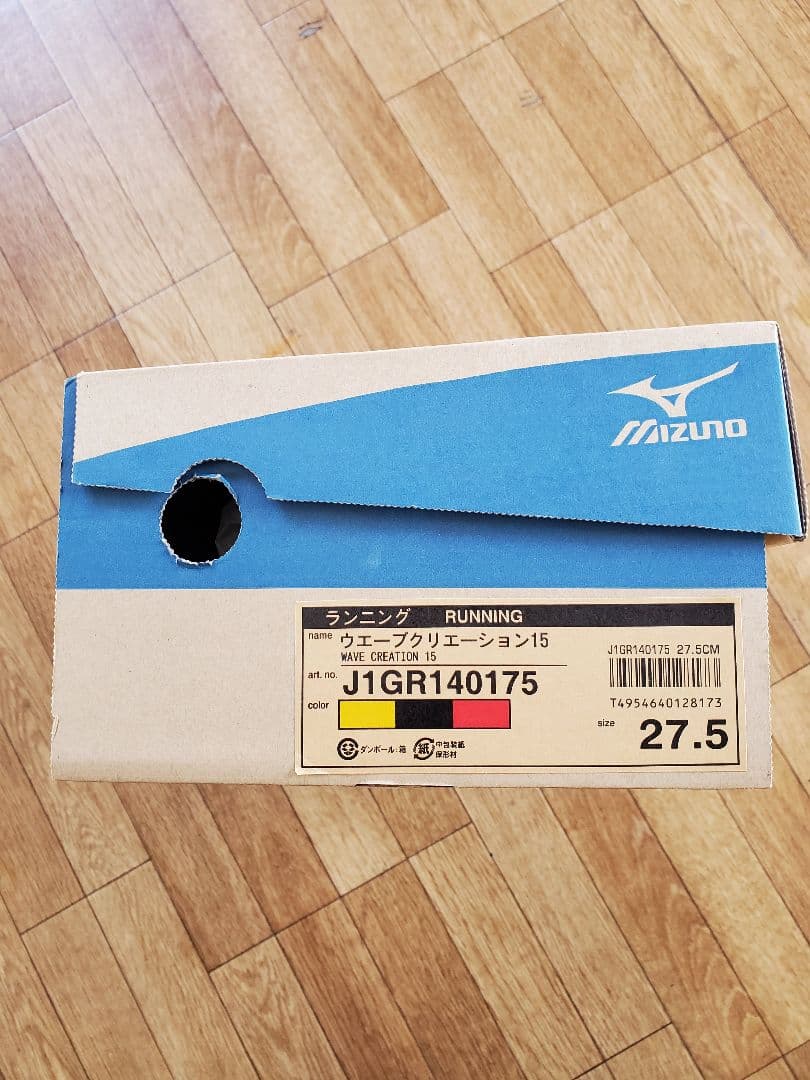 MIZUNO
ランニング RUNNING
name ウエーブクリエーション15
WAVE CREATION 15
art. no. J1GR140175
color
J1GR140175 27.5CM
T4954640128173
size 27.5
ダンボール:箱
紙 中包装紙
保形材